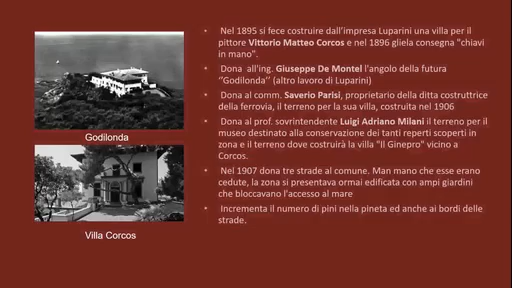 Godilonda
Villa Corcos
• Nel 1895 si fece costruire dall'impresa Luparini una villa per il
pittore Vittorio Matteo Corcos e nel 1896 gliela consegna "chiavi
in mano".
• Dona all'ing. Giuseppe De Montel l'angolo della futura
‘’Godilonda’’ (altro lavoro di Luparini)
• Dona al comm. Saverio Parisi, proprietario della ditta costruttrice
della ferrovia, il terreno per la sua villa, costruita nel 1906
• Dona al prof. sovrintendente Luigi Adriano Milani il terreno per il
museo destinato alla conservazione dei tanti reperti scoperti in
zona e il terreno dove costruirà la villa "Il Ginepro" vicino a
Corcos.
• Nel 1907 dona tre strade al comune. Man mano che esse erano
cedute, la zona si presentava ormai edificata con ampi giardini
che bloccavano l'accesso al mare
• Incrementa il numero di pini nella pineta ed anche ai bordi delle
strade.